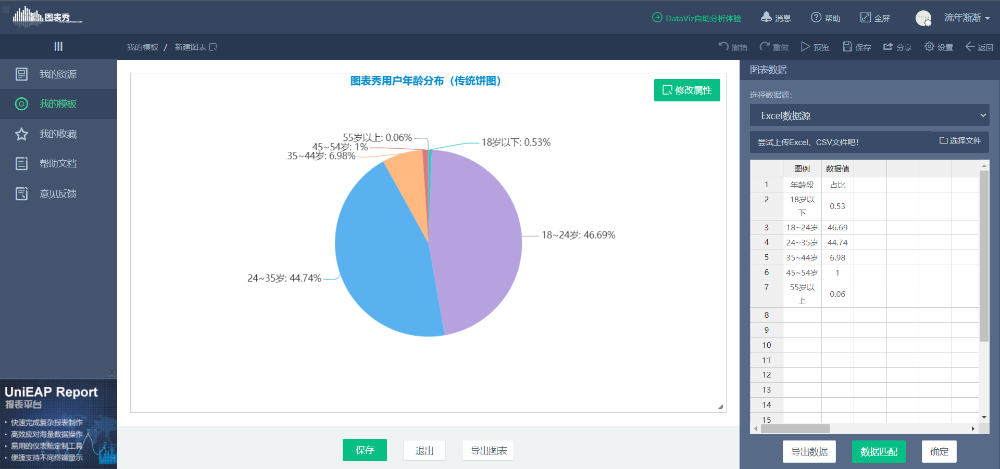 图表秀
DataViz自助分析体验
消息
帮助
全屏
流年渐渐
我的模板 / 新建图表
撤销
重做
预览
保存
分享
设置
返回
我的资源
我的模板
我的收藏
帮助文档
意见反馈
UniEAP Report
报表平台
· 快速完成复杂报表制作
· 高效应对海量数据操作
· 易用的仪表舱定制工具
· 便捷支持不同终端显示
图表秀用户年龄分布（传统饼图）
修改属性
55岁以上: 0.06%
18岁以下: 0.53%
45~54岁: 1%
35~44岁: 6.98%
18~24岁: 46.69%
24~35岁: 44.74%
保存
退出
导出图表
图表数据
选择数据源:
Excel数据源
尝试上传Excel、CSV文件吧!
选择文件
图例 数据值
1 年龄段 占比
2 18岁以下 0.53
3 18~24岁 46.69
4 24~35岁 44.74
5 35~44岁 6.98
6 45~54岁 1
7 55岁以上 0.06
8
9
10
11
12
13
14
15
导出数据
数据匹配
确定